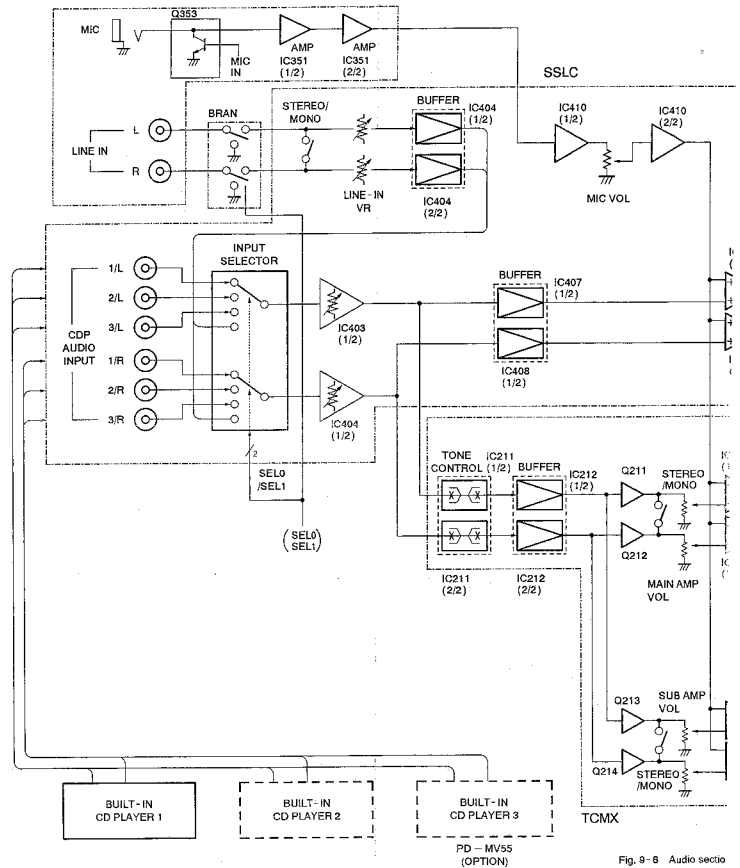 Q353
MIC
MIC
IN
AMP
IC351
(1/2)
AMP
IC351
(2/2)
SSLC
STEREO/
MONO
BUFFER
IC404
(1/2)
IC410
(1/2)
IC410
(2/2)
BRAN
L
LINE IN
R
LINE-IN
VR
IC404
(2/2)
MIC VOL
INPUT
SELECTOR
1/L
2/L
3/L
CDP
AUDIO
INPUT
1/R
2/R
3/R
IC403
(1/2)
BUFFER
IC407
(1/2)
IC408
(1/2)
IC404
(1/2)
2
SEL0
/SEL1
(SEL0
SEL1)
TONE
CONTROL
IC211
(1/2)
BUFFER
IC212
(1/2)
Q211
STEREO
/MONO
Q212
IC211
(2/2)
IC212
(2/2)
MAIN AMP
VOL
Q213
SUB AMP
VOL
Q214
STEREO
/MONO
TCMX
BUILT-IN
CD PLAYER 1
BUILT-IN
CD PLAYER 2
BUILT-IN
CD PLAYER 3
PD-MV55
(OPTION)
Fig. 9-6 Audio sectio